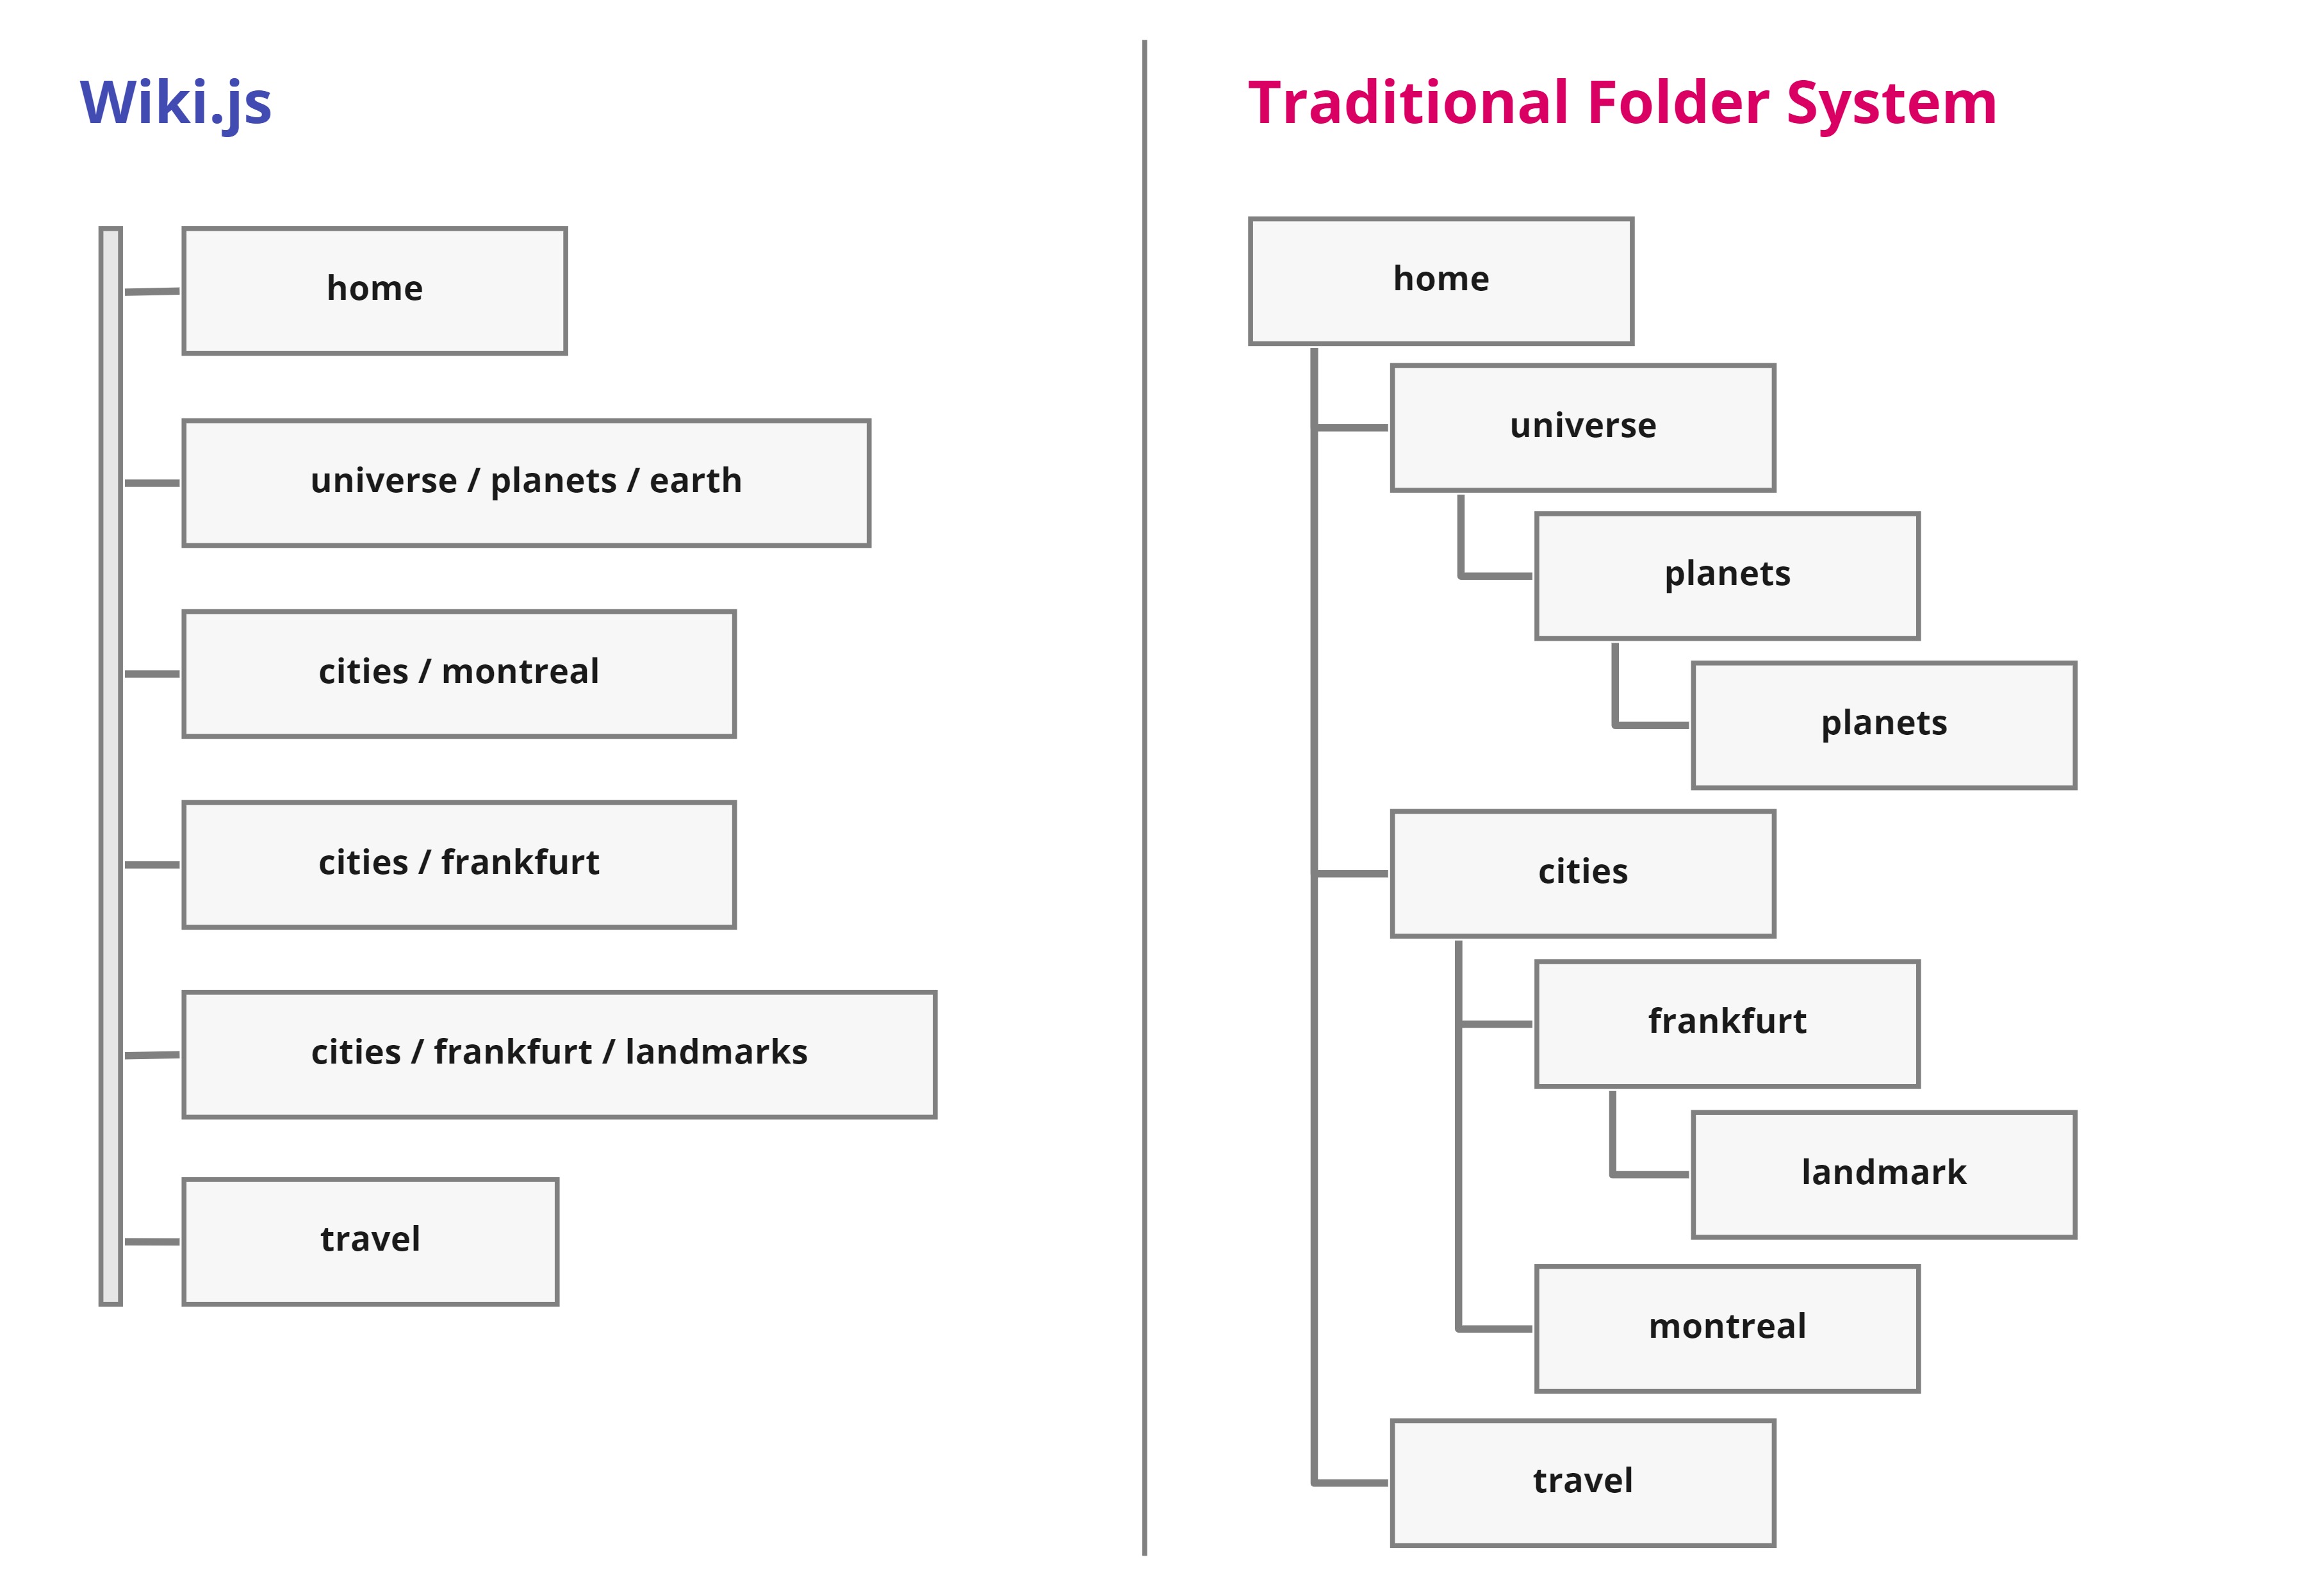 Wiki.js
home
universe / planets / earth
cities / montreal
cities / frankfurt
cities / frankfurt / landmarks
travel
Traditional Folder System
home
universe
planets
planets
cities
frankfurt
landmark
montreal
travel